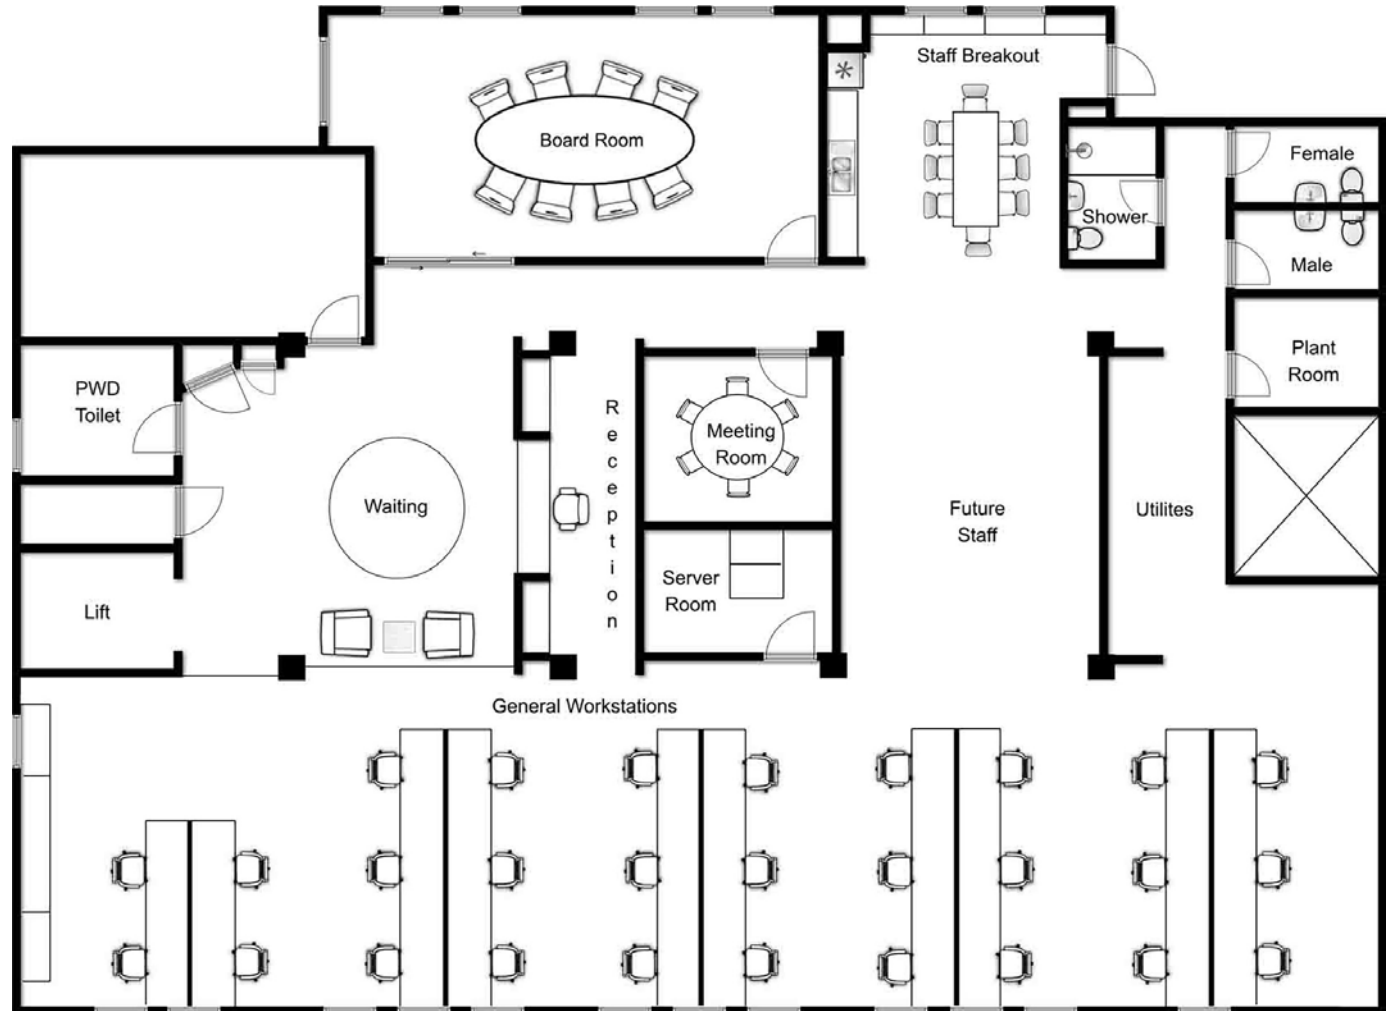 Staff Breakout
Board Room
Female
Shower
Male
PWD
Toilet
Plant
Room
Reception
Meeting
Room
Waiting
Future
Staff
Utilites
Server
Room
Lift
General Workstations